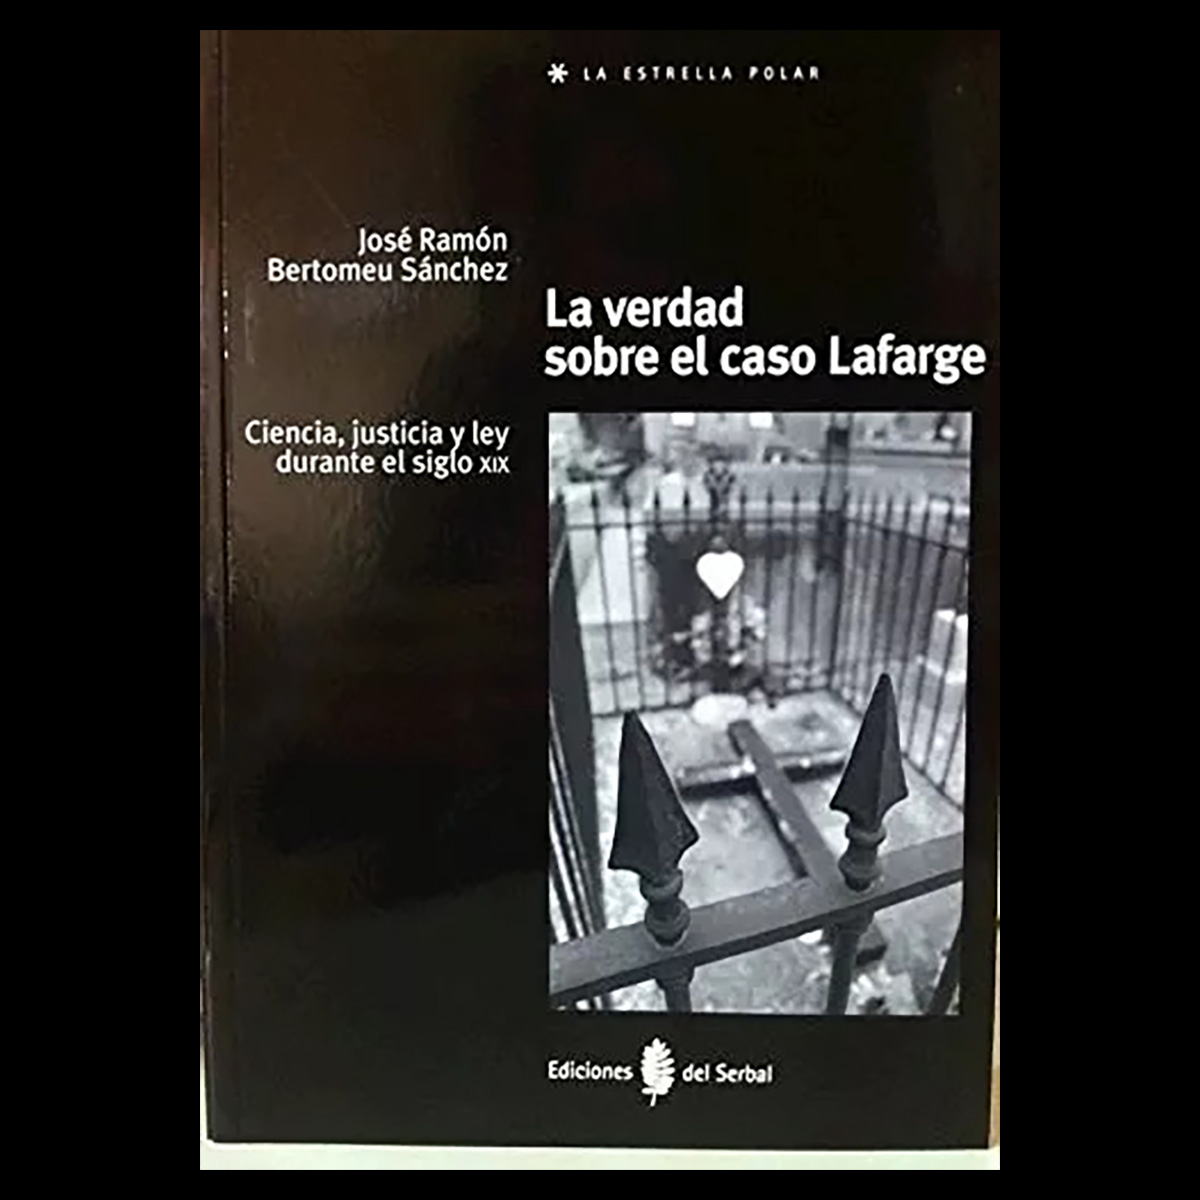 * LA ESTRELLA POLAR
José Ramón
Bertomeu Sánchez
La verdad
sobre el caso Lafarge
Ciencia, justicia y ley
durante el siglo XIX
Ediciones del Serbal